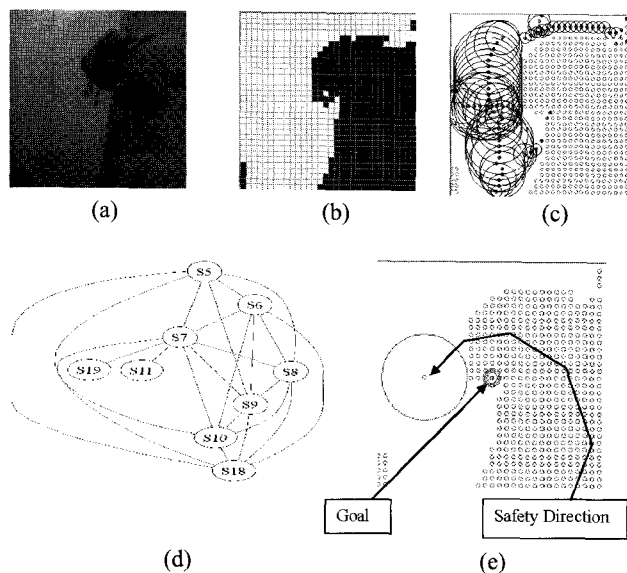 (a)
(b)
(c)
S5
S6
S7
S19
S11
S8
S9
S10
S18
Goal
Safety Direction
(d)
(e)